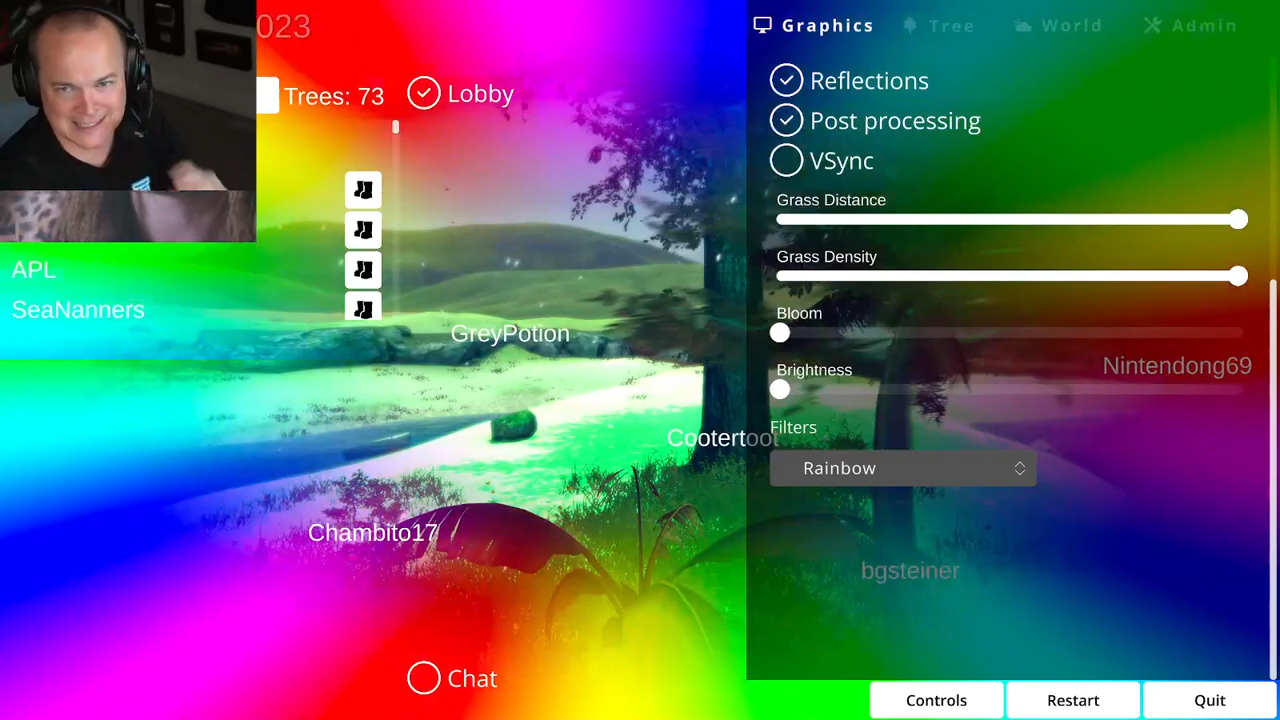 023
Graphics
Tree
World
Admin
Trees: 73
Lobby
Reflections
Post processing
VSync
Grass Distance
Grass Density
APL
SeaNanners
GreyPotion
Bloom
Brightness
Nintendong69
Filters
Cootertoot
Rainbow
Chambito17
bgsteiner
Chat
Controls
Restart
Quit